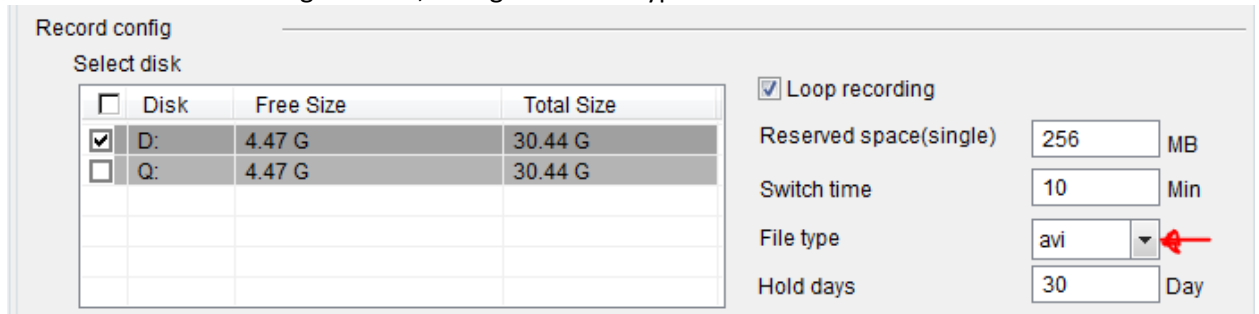 Record config
Select disk
Disk Free Size Total Size
D: 4.47 G 30.44 G
Q: 4.47 G 30.44 G
Loop recording
Reserved space(single) 256 MB
Switch time 10 Min
File type avi
Hold days 30 Day